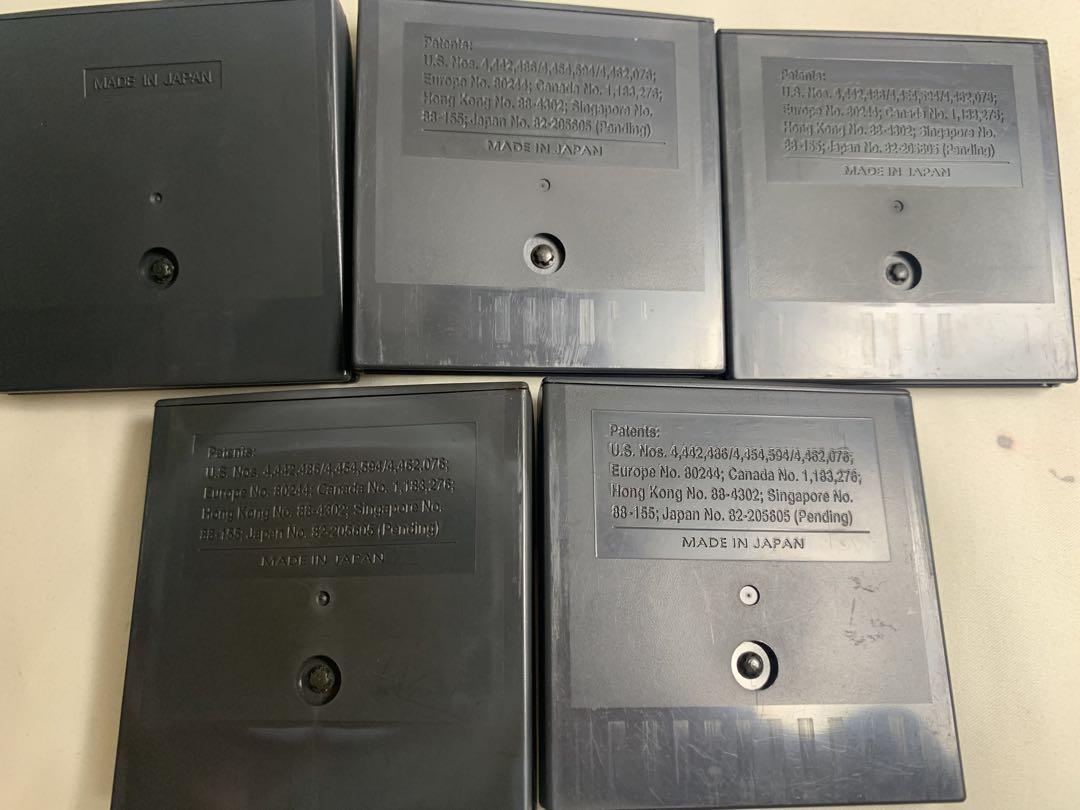 MADE IN JAPAN
Patents:
U.S. Nos. 4,442,486/4,454,594/4,462,076;
Europe No. 80244; Canada No. 1,183,276;
Hong Kong No. 88-4302; Singapore No.
88-155; Japan No. 82-205605 (Pending)
MADE IN JAPAN
Patents:
U.S. Nos. 4,442,486/4,454,594/4,462,076;
Europe No. 80244; Canada No. 1,183,276;
Hong Kong No. 88-4302; Singapore No.
88-155; Japan No. 82-205605 (Pending)
MADE IN JAPAN
Patents:
U.S. Nos. 4,442,486/4,454,594/4,462,076;
Europe No. 80244; Canada No. 1,183,276;
Hong Kong No. 88-4302; Singapore No.
88-155; Japan No. 82-205605 (Pending)
MADE IN JAPAN
Patents:
U.S. Nos. 4,442,486/4,454,594/4,462,076;
Europe No. 80244; Canada No. 1,183,276;
Hong Kong No. 88-4302; Singapore No.
88-155; Japan No. 82-205605 (Pending)
MADE IN JAPAN